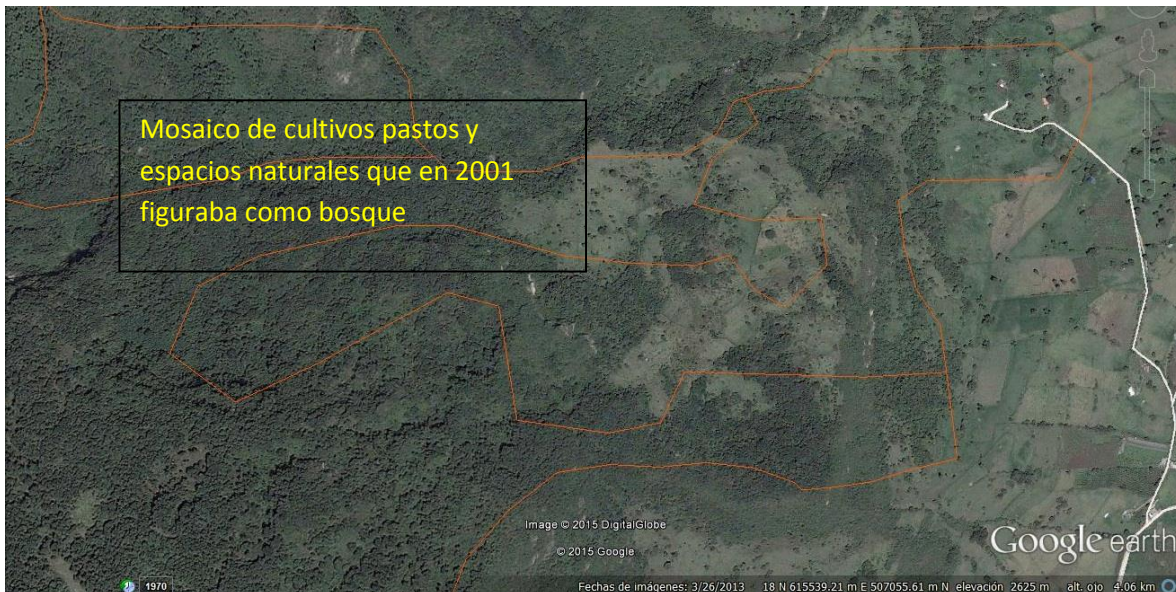 Mosaico de cultivos pastos y
espacios naturales que en 2001
figuraba como bosque
Image © 2015 DigitalGlobe
© 2015 Google
Google earth
1970
Fechas de imágenes: 3/26/2013 18 N 615539.21 m E 507055.61 m N elevación 2625 m alt. ojo 4.06 km